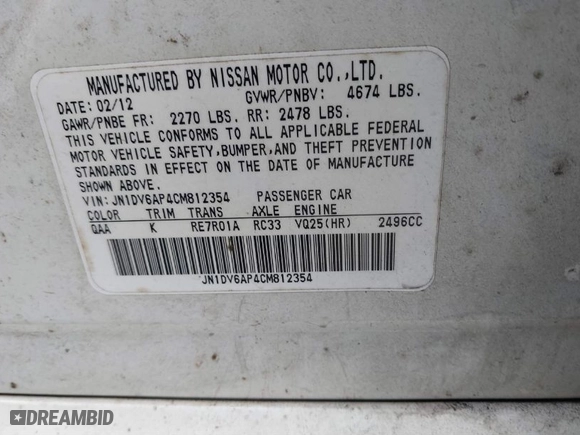 MANUFACTURED BY NISSAN MOTOR CO.,LTD.
DATE: 02/12 GVWR/PNBV: 4674 LBS.
GAWR/PNBE FR: 2270 LBS. RR: 2478 LBS.
THIS VEHICLE CONFORMS TO ALL APPLICABLE FEDERAL
MOTOR VEHICLE SAFETY,BUMPER,AND THEFT PREVENTION
STANDARDS IN EFFECT ON THE DATE OF MANUFACTURE
SHOWN ABOVE.
VIN: JN1DV6AP4CM812354 PASSENGER CAR
COLOR TRIM TRANS AXLE ENGINE
QAA K RE7R01A RC33 VQ25(HR) 2496CC
JN1DV6AP4CM812354
DREAMBID